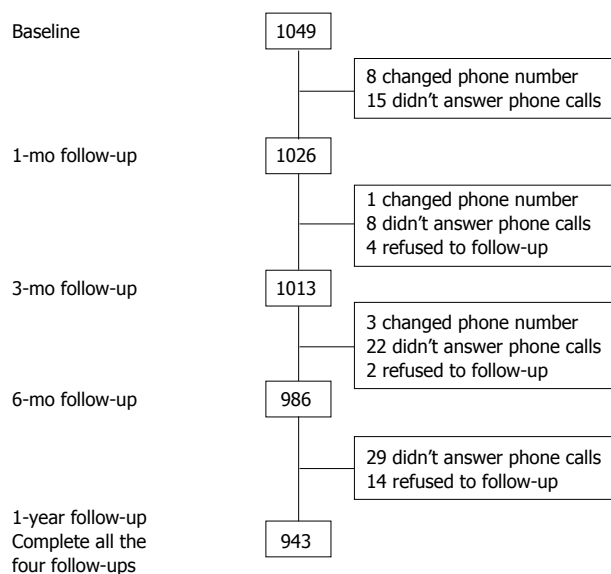 Baseline
1049
8 changed phone number
15 didn’t answer phone calls
1-mo follow-up
1026
1 changed phone number
8 didn’t answer phone calls
4 refused to follow-up
3-mo follow-up
1013
3 changed phone number
22 didn’t answer phone calls
2 refused to follow-up
6-mo follow-up
986
29 didn’t answer phone calls
14 refused to follow-up
1-year follow-up
Complete all the
four follow-ups
943